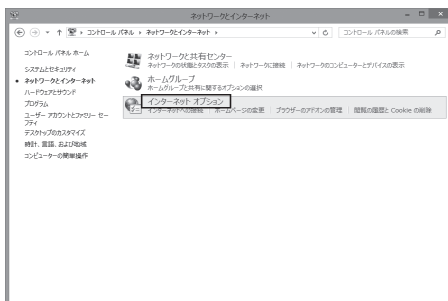 ネットワークとインターネット
コントロール パネル ネットワークとインターネット
コントロール パネルの検索
コントロール パネル ホーム
システムとセキュリティ
ネットワークとインターネット
ハードウェアとサウンド
プログラム
ユーザー アカウントとファミリー セーフティ
デスクトップのカスタマイズ
時計、言語、および地域
コンピューターの簡単操作
ネットワークと共有センター
ネットワークの状態とタスクの表示 ネットワークに接続 ネットワークのコンピューターとデバイスの表示
ホームグループ
ホームグループと共有に関するオプションの選択
インターネット オプション
インターネットへの接続 ホーム ページの変更 ブラウザーのアドオンの管理 閲覧の履歴と Cookie の削除